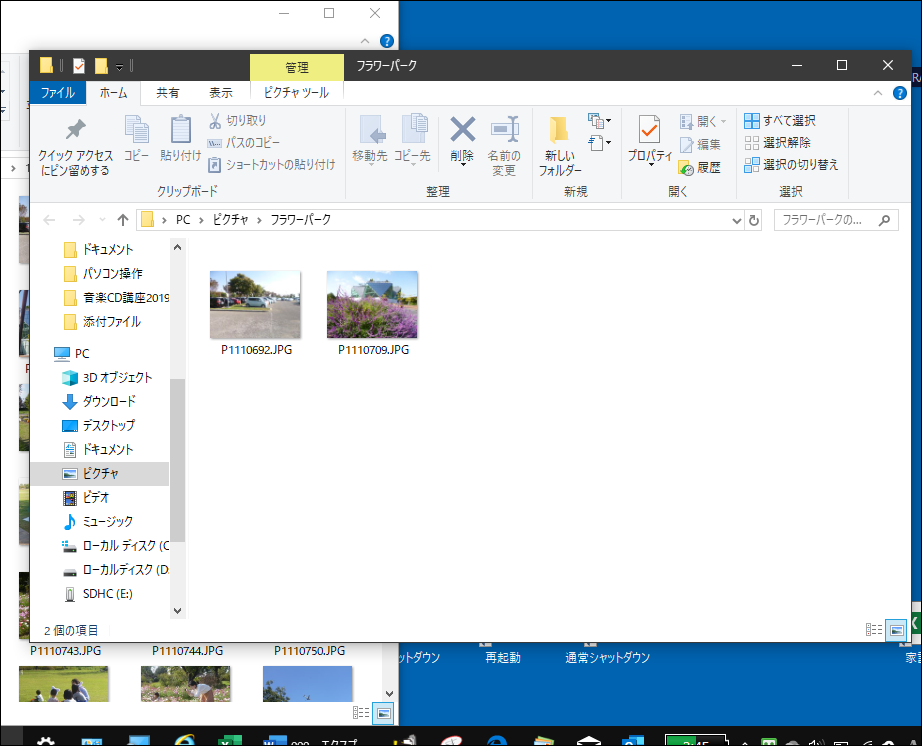 管理
フラワーパーク
ファイル
ホーム
共有
表示
ピクチャ ツール
クイック アクセス
にピン留めする
コピー
貼り付け
切り取り
パスのコピー
ショートカットの貼り付け
クリップボード
移動先
コピー先
削除
名前の
変更
整理
新しい
フォルダー
新規
プロパティ
開く
編集
履歴
開く
すべて選択
選択解除
選択の切り替え
選択
PC
ピクチャ
フラワーパーク
フラワーパークの...
ドキュメント
パソコン操作
音楽CD講座2019
添付ファイル
PC
3D オブジェクト
ダウンロード
デスクトップ
ドキュメント
ピクチャ
ビデオ
ミュージック
ローカル ディスク (C
ローカルディスク (D:
SDHC (E:)
P1110692.JPG
P1110709.JPG
2 個の項目
P1110743.JPG
P1110744.JPG
P1110750.JPG
ットダウン
再起動
通常シャットダウン
エクスプ